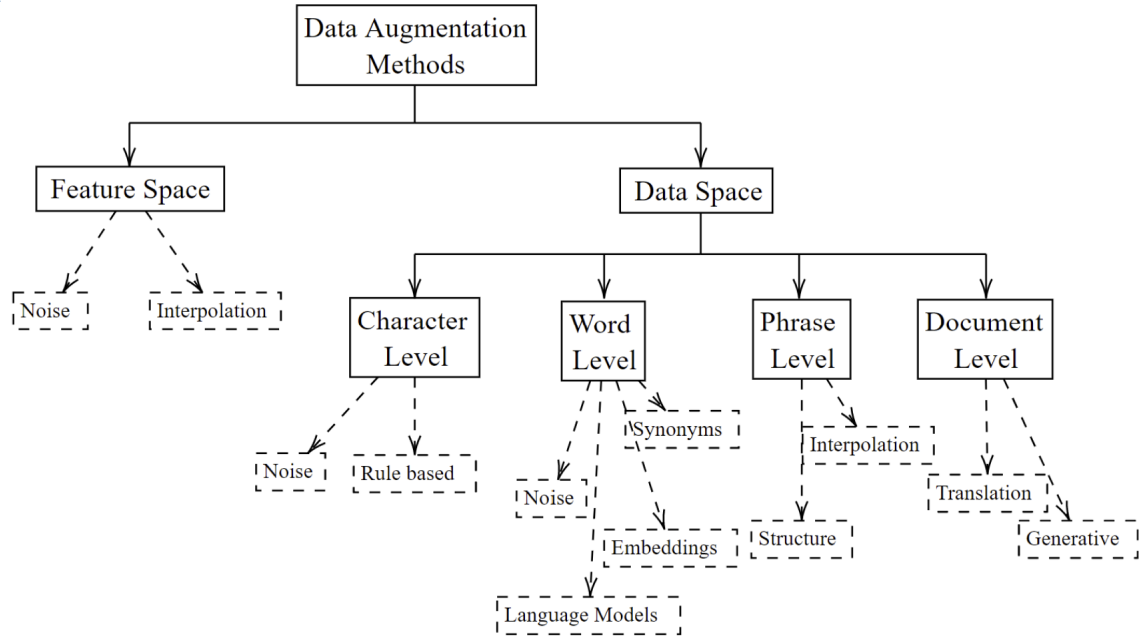 Data Augmentation
Methods
Feature Space
Data Space
Noise
Interpolation
Character
Level
Word
Level
Phrase
Level
Document
Level
Noise
Rule based
Synonyms
Noise
Embeddings
Language Models
Interpolation
Structure
Translation
Generative